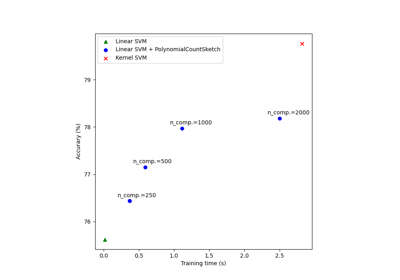 Linear SVM
Linear SVM + PolynomialCountSketch
Kernel SVM
79
78
77
76
n_comp.=2000
n_comp.=1000
n_comp.=500
n_comp.=250
Accurary (%)
0.0 0.5 1.0 1.5 2.0 2.5
Training time (s)